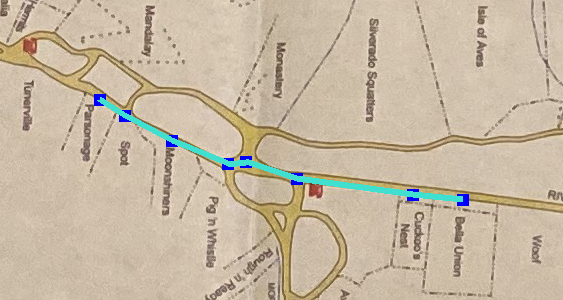 Mandalay
Monastery
Silverado Squatters
Isle of Aves
Tunerville
Parsonage
Spot
Moonshiners
Pig 'n Whistle
Rough 'n Ready
Cuckoo's
Nest
Bella Union
Woof